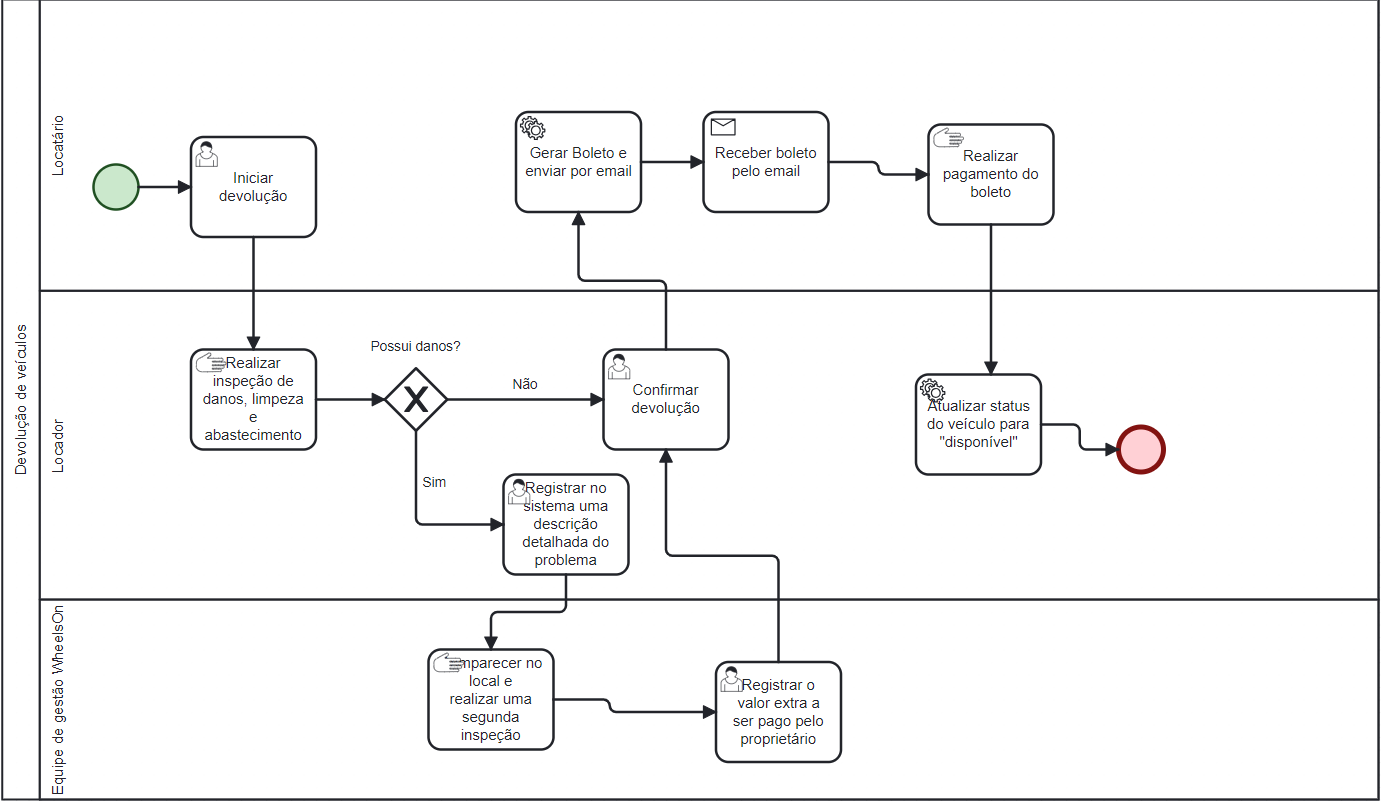 Devolução de veículos
Locatário
Iniciar
devolução
Gerar Boleto e
enviar por email
Receber boleto
pelo email
Realizar
pagamento do
boleto
Locador
Realizar
inspeção de
danos, limpeza
e
abastecimento
Possui danos?
Não
Sim
Confirmar
devolução
Registrar no
sistema uma
descrição
detalhada do
problema
Atualizar status
do veículo para
"disponível"
Equipe de gestão WheelsOn
mparecer no
local e
realizar uma
segunda
inspeção
Registrar o
valor extra a
ser pago pelo
proprietário